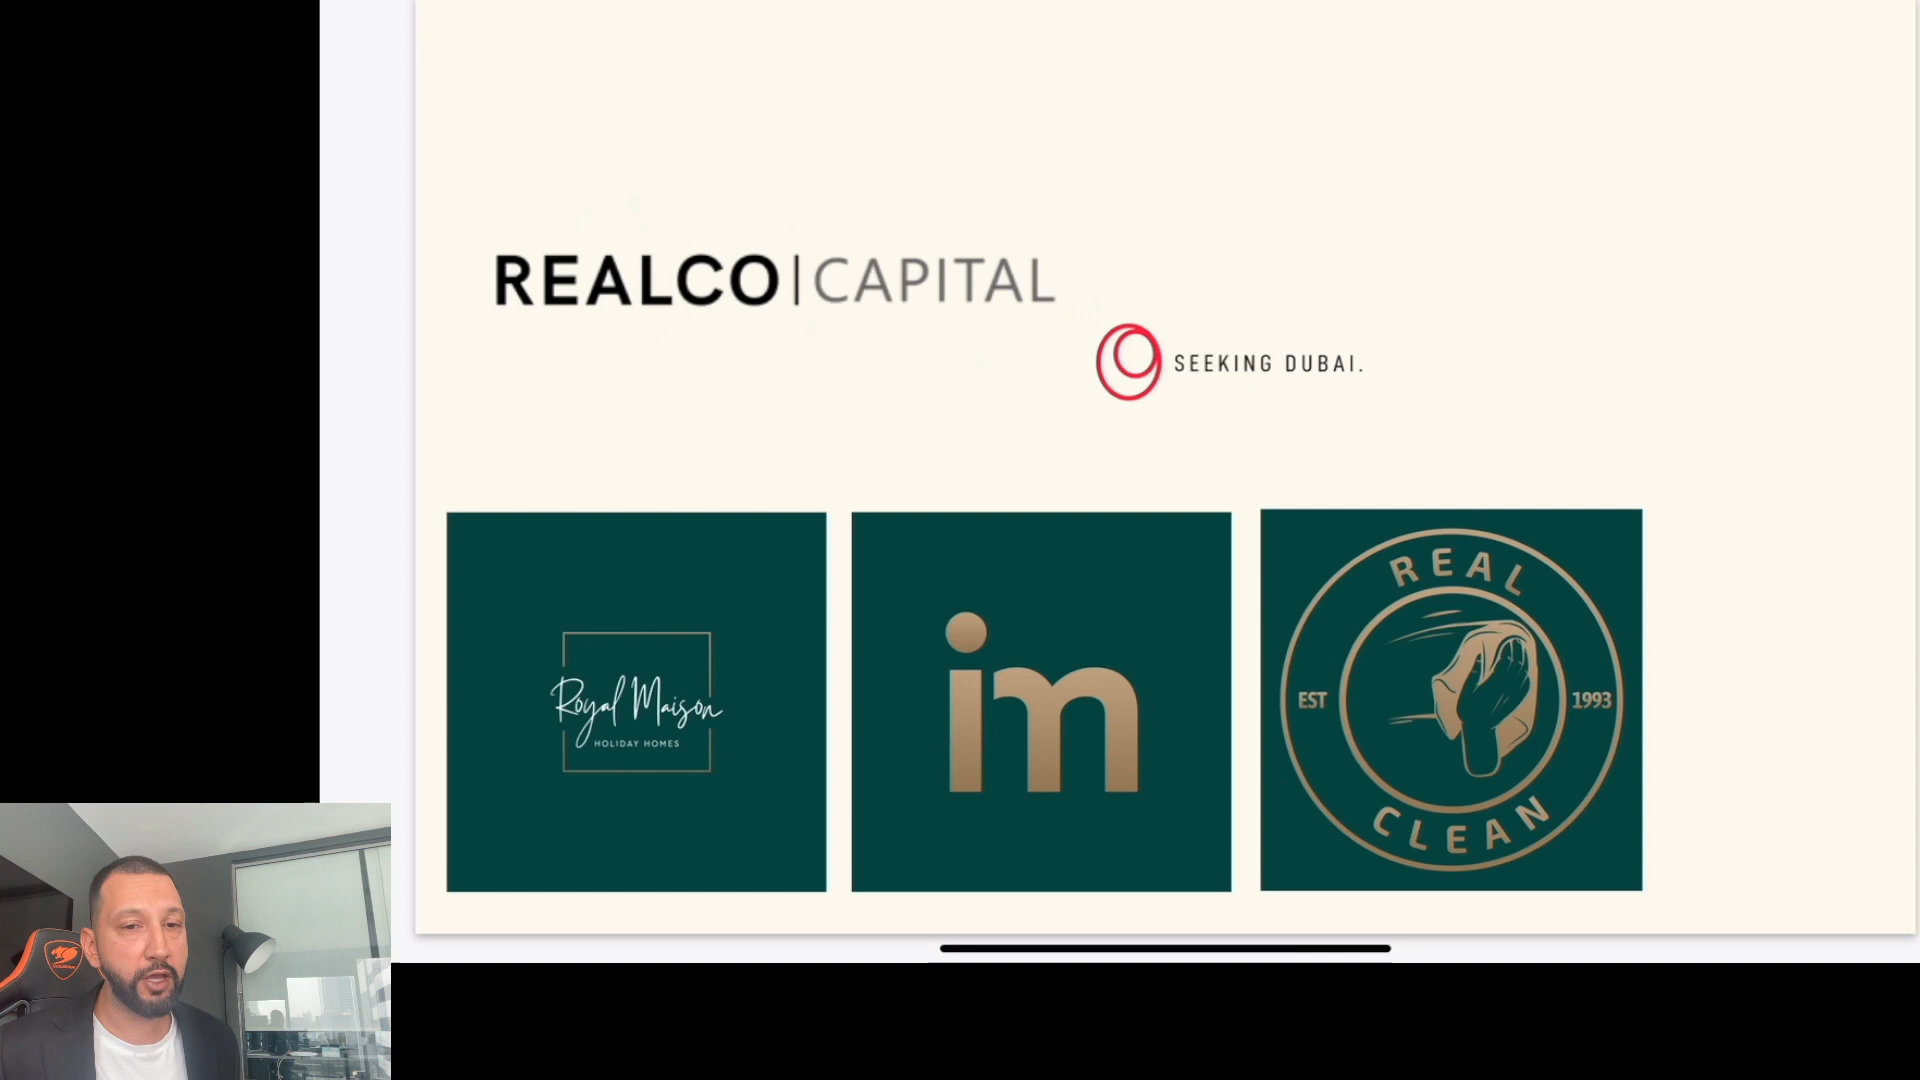 REALCO|CAPITAL
SEEKING DUBAI.
Royal Maison
HOLIDAY HOMES
im
REAL
EST 1993
CLEAN